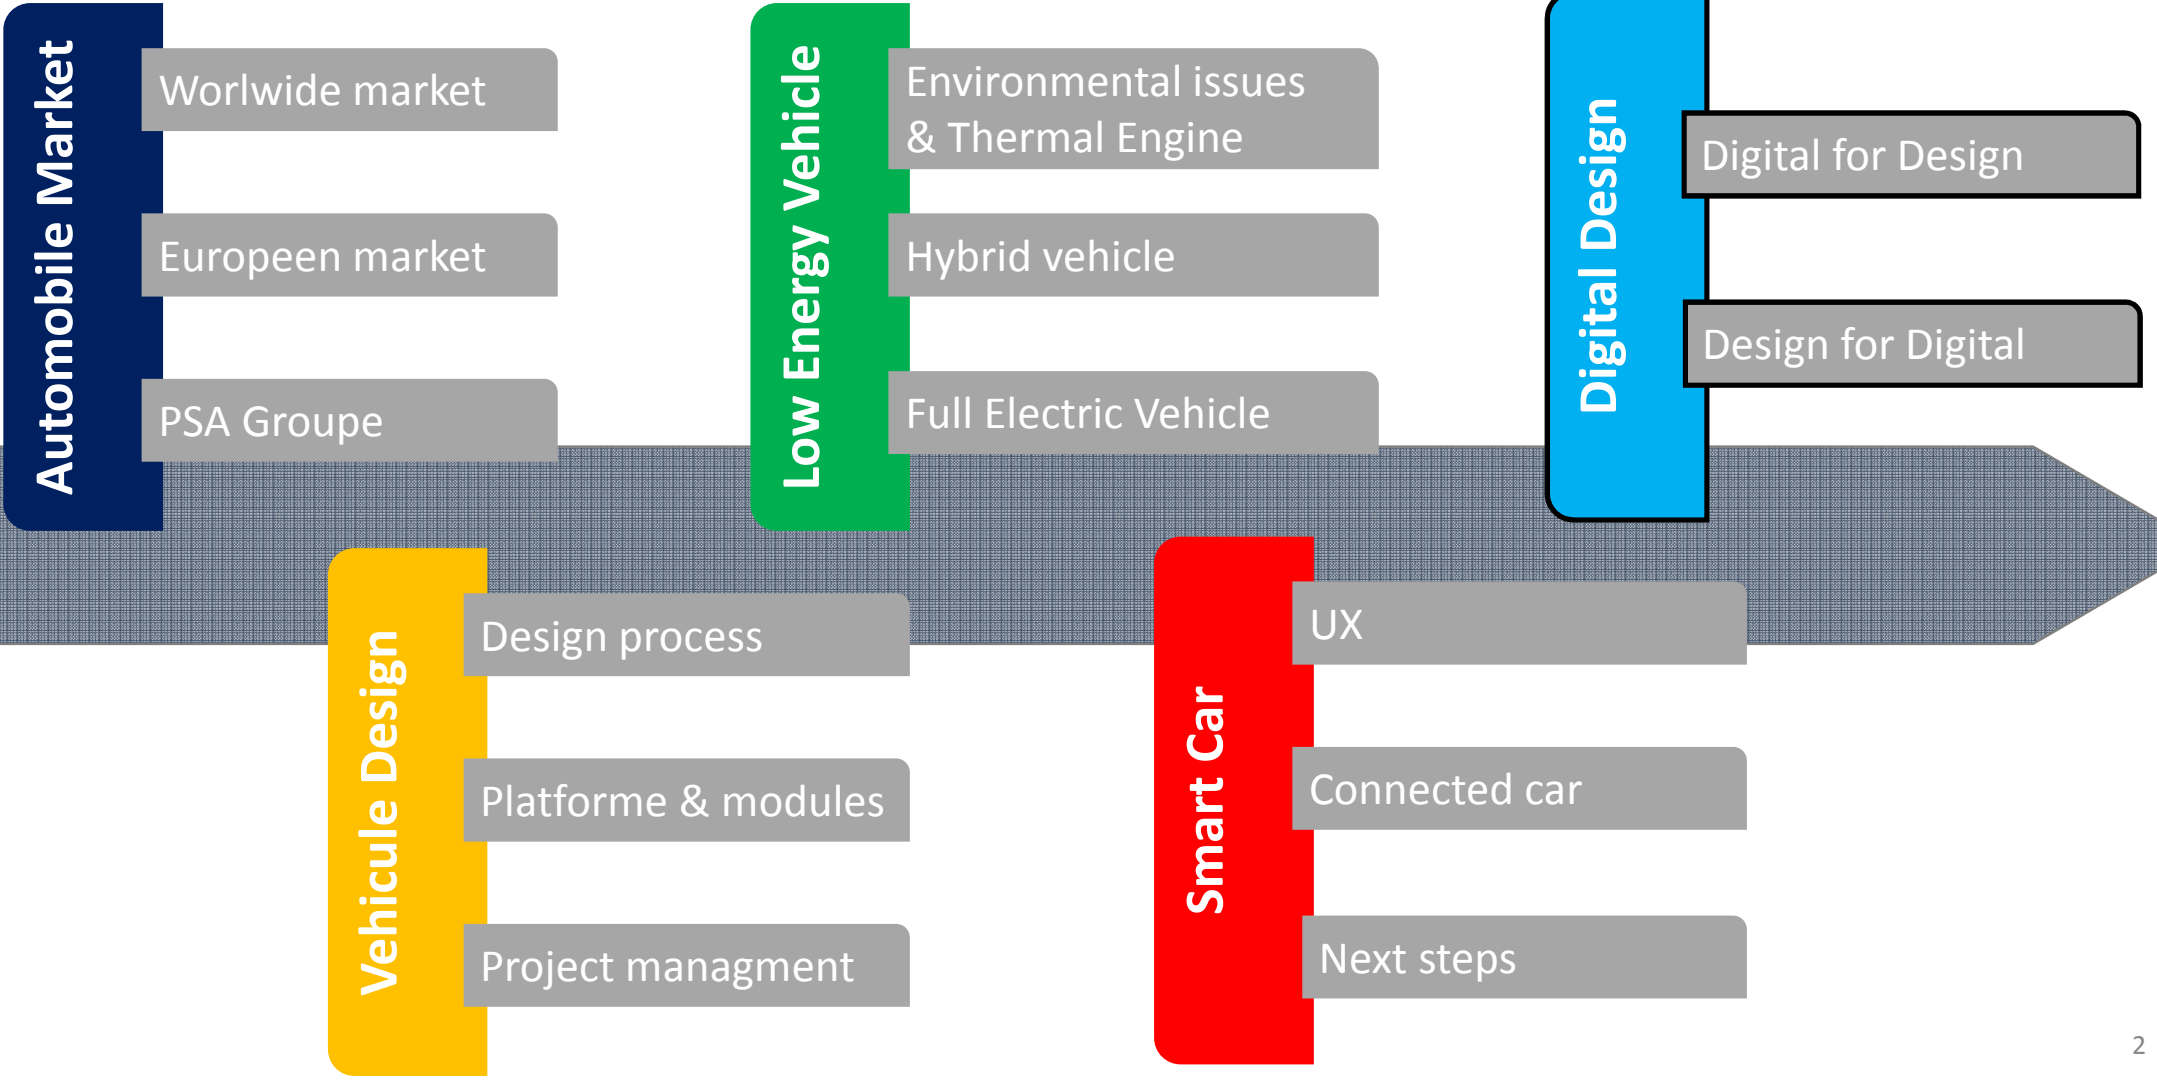 Automobile Market
Worlwide market
Europeen market
PSA Groupe
Low Energy Vehicle
Environmental issues
& Thermal Engine
Hybrid vehicle
Full Electric Vehicle
Digital Design
Digital for Design
Design for Digital
Vehicule Design
Design process
Platforme & modules
Project managment
Smart Car
UX
Connected car
Next steps
2